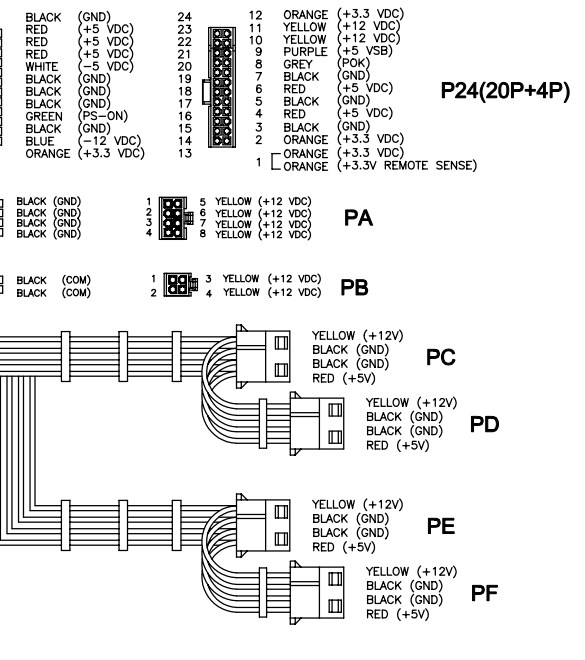 BLACK (GND) 24 12 ORANGE (+3.3 VDC)
RED (+5 VDC) 23 11 YELLOW (+12 VDC)
RED (+5 VDC) 22 10 YELLOW (+12 VDC)
RED (+5 VDC) 21 9 PURPLE (+5 VSB)
WHITE (-5 VDC) 20 8 GREY (POK)
BLACK (GND) 19 7 BLACK (GND)
BLACK (GND) 18 6 RED (+5 VDC)
BLACK (GND) 17 5 BLACK (GND)
GREEN (PS-ON) 16 4 RED (+5 VDC)
BLACK (GND) 15 3 BLACK (GND)
BLUE (-12 VDC) 14 2 ORANGE (+3.3 VDC)
ORANGE (+3.3 VDC) 13 1 ORANGE (+3.3 VDC)
ORANGE (+3.3V REMOTE SENSE)
P24(20P+4P)
BLACK (GND) 1 5 YELLOW (+12 VDC)
BLACK (GND) 2 6 YELLOW (+12 VDC)
BLACK (GND) 3 7 YELLOW (+12 VDC)
BLACK (GND) 4 8 YELLOW (+12 VDC)
PA
BLACK (COM) 1 3 YELLOW (+12 VDC)
BLACK (COM) 2 4 YELLOW (+12 VDC)
PB
YELLOW (+12V)
BLACK (GND)
BLACK (GND)
RED (+5V)
PC
YELLOW (+12V)
BLACK (GND)
BLACK (GND)
RED (+5V)
PD
YELLOW (+12V)
BLACK (GND)
BLACK (GND)
RED (+5V)
PE
YELLOW (+12V)
BLACK (GND)
BLACK (GND)
RED (+5V)
PF